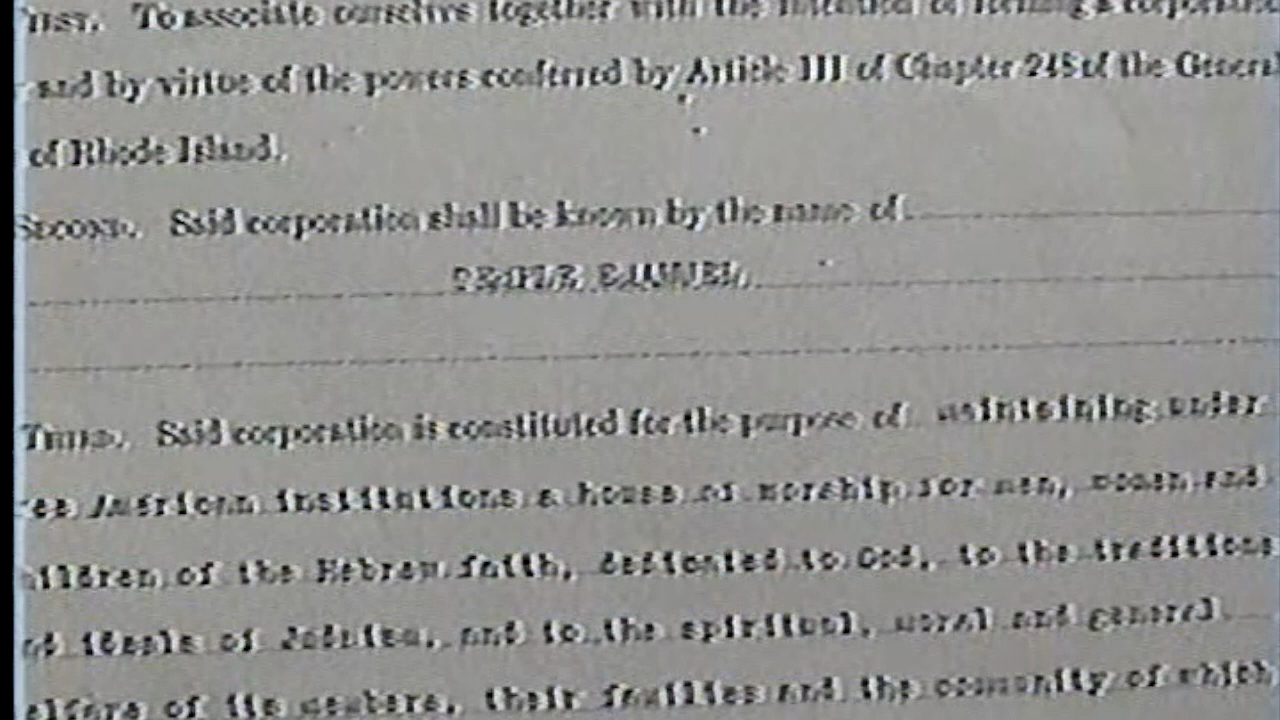 To associate ourselves together with the intention of forming a
and by virtue of the powers conferred by Article III of Chapter 248 of the
of Rhode Island.
SECOND. Said corporation shall be known by the name of
TEMPLE EMANUEL
THIRD. Said corporation is constituted for the purpose of maintaining under
American institutions a house of worship for men, women and
of the Hebrew faith, dedicated to God, to the traditions
ideals of Judaism, and to the spiritual, moral and general
of its members, their families and the community of which